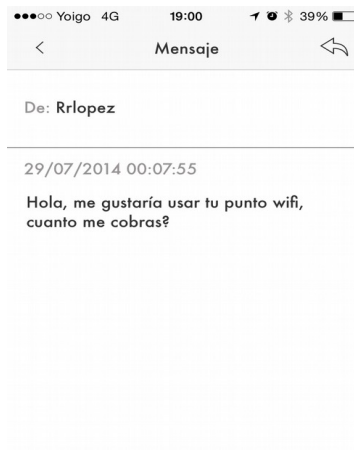 Yoigo 4G 19:00 39%
Mensaje
De: Rrlopez
29/07/2014 00:07:55
Hola, me gustaría usar tu punto wifi,
cuanto me cobras?